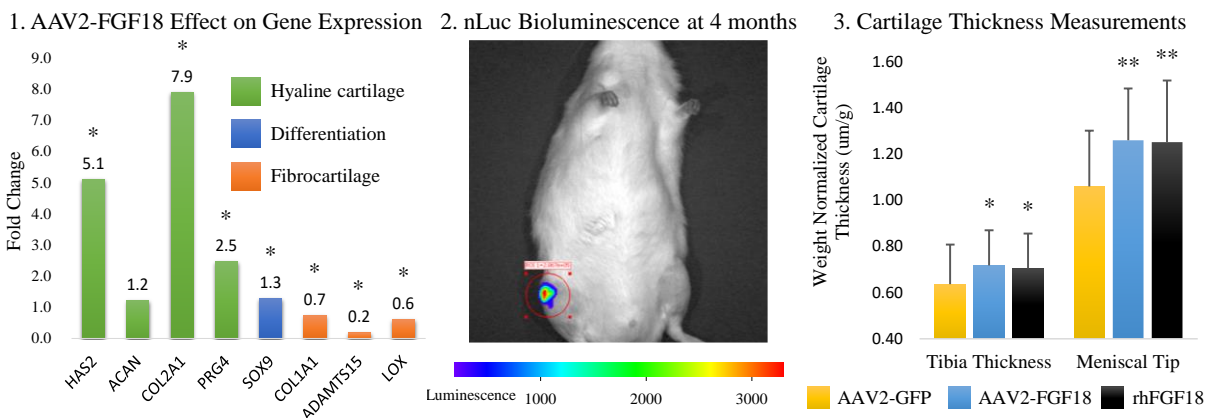 1. AAV2-FGF18 Effect on Gene Expression
Fold Change
9.0
8.0
7.0
6.0
5.0
4.0
3.0
2.0
1.0
0.0
*
5.1
1.2
*
7.9
*
2.5
*
1.3
*
0.7
*
0.2
*
0.6
HAS2
ACAN
COL2A1
PRG4
SOX9
COL1A1
ADAMTS15
LOX
Hyaline cartilage
Differentiation
Fibrocartilage
2. nLuc Bioluminescence at 4 months
Luminescence
1000
2000
3000
3. Cartilage Thickness Measurements
Weight Normalized Cartilage
Thickness (um/g)
1.60
1.40
1.20
1.00
0.80
0.60
0.40
*
*
**
**
Tibia Thickness
Meniscal Tip
AAV2-GFP
AAV2-FGF18
rhFGF18